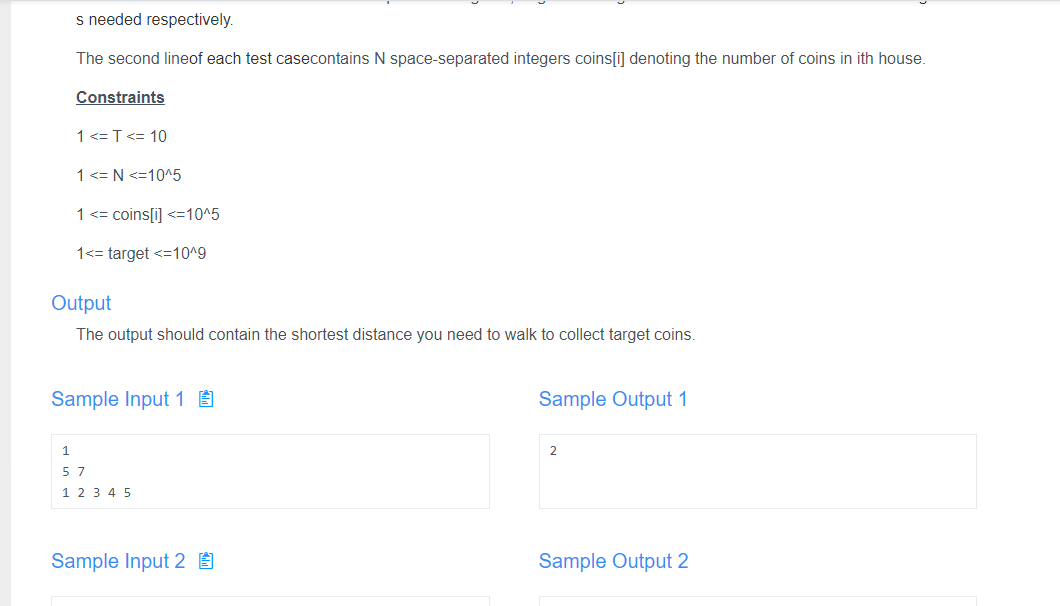 s needed respectively.
The second lineof each test casecontains N space-separated integers coins[i] denoting the number of coins in ith house.
Constraints
1 <= T <= 10
1 <= N <=10^5
1 <= coins[i] <=10^5
1<= target <=10^9
Output
The output should contain the shortest distance you need to walk to collect target coins.
Sample Input 1
Sample Output 1
1
5 7
1 2 3 4 5
2
Sample Input 2
Sample Output 2